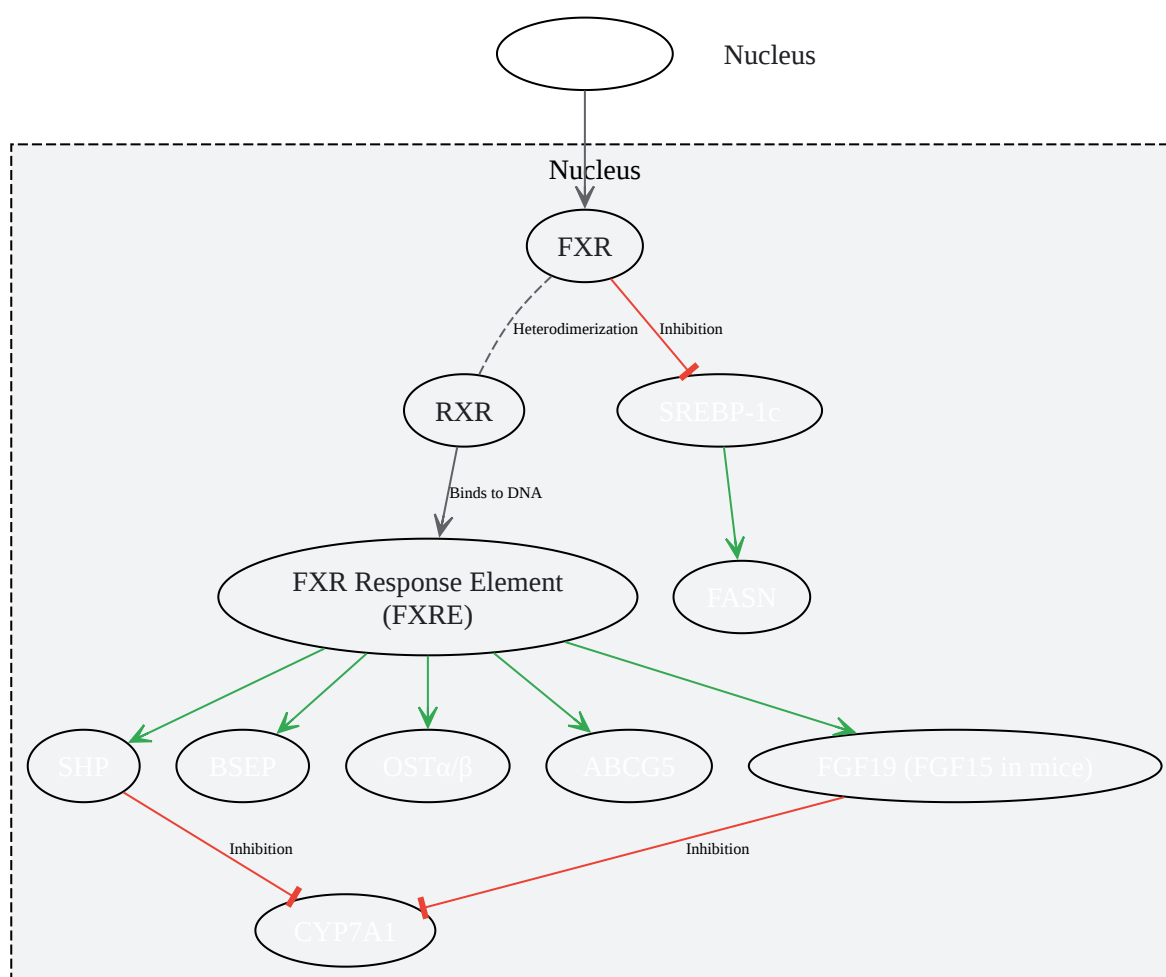 Nucleus
Nucleus
FXR
Heterodimerization
Inhibition
RXR
SREBP-1c
Binds to DNA
FXR Response Element
(FXRE)
FASN
SHP
BSEP
OSTα/β
ABCG5
FGF19 (FGF15 in mice)
Inhibition
Inhibition
CYP7A1